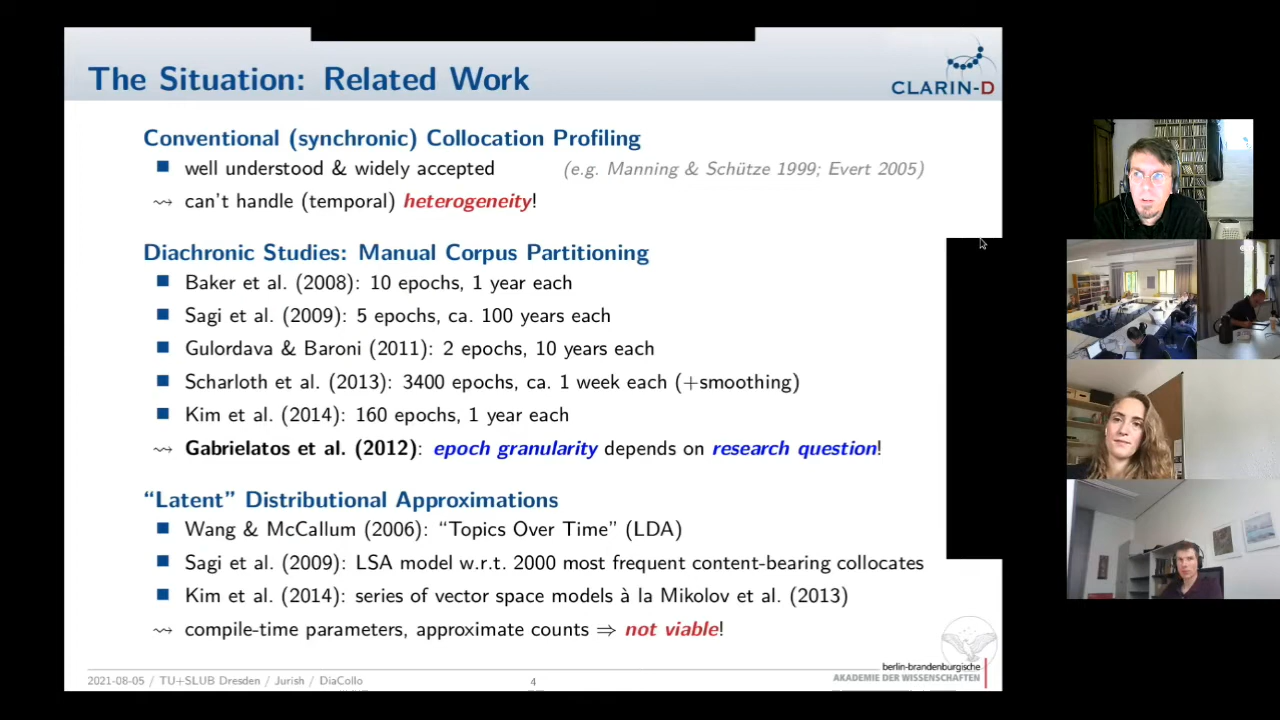 The Situation: Related Work
CLARIN-D
Conventional (synchronic) Collocation Profiling
well understood & widely accepted (e.g. Manning & Schütze 1999; Evert 2005)
⇝ can't handle (temporal) heterogeneity!
Diachronic Studies: Manual Corpus Partitioning
Baker et al. (2008): 10 epochs, 1 year each
Sagi et al. (2009): 5 epochs, ca. 100 years each
Gulordava & Baroni (2011): 2 epochs, 10 years each
Scharloth et al. (2013): 3400 epochs, ca. 1 week each (+smoothing)
Kim et al. (2014): 160 epochs, 1 year each
⇝ Gabrielatos et al. (2012): epoch granularity depends on research question!
“Latent” Distributional Approximations
Wang & McCallum (2006): “Topics Over Time” (LDA)
Sagi et al. (2009): LSA model w.r.t. 2000 most frequent content-bearing collocates
Kim et al. (2014): series of vector space models à la Mikolov et al. (2013)
⇝ compile-time parameters, approximate counts ⇒ not viable!
berlin-brandenburgische
AKADEMIE DER WISSENSCHAFTEN
2021-08-05 / TU+SLUB Dresden / Jurish / DiaCollo
4